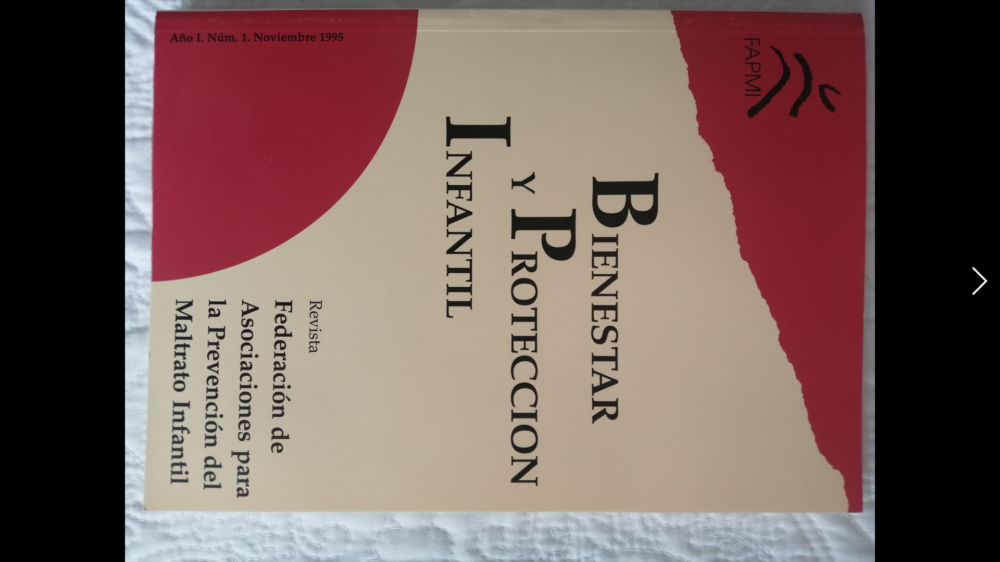 FAPMI
BIENESTAR
Y PROTECCION
INFANTIL
Revista
Federación de
Asociaciones para
la Prevención del
Maltrato Infantil
Año I. Núm. 1. Noviembre 1995